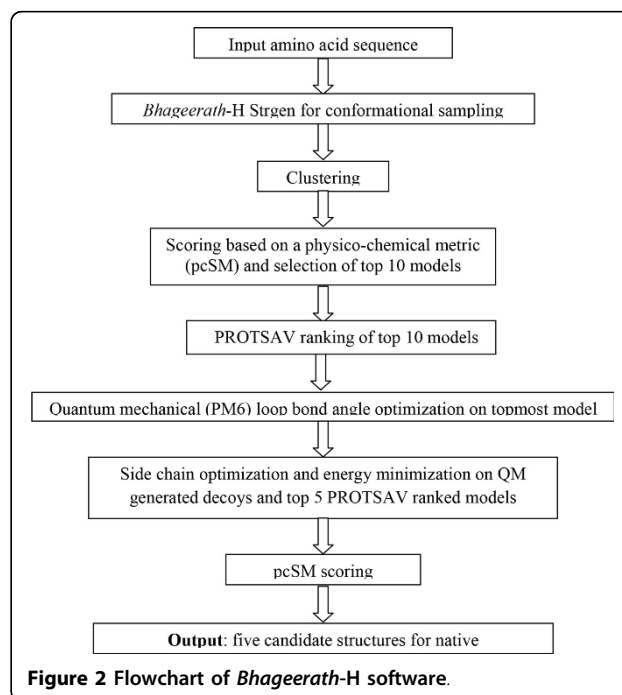 Input amino acid sequence
Bhageerath-H Strgen for conformational sampling
Clustering
Scoring based on a physico-chemical metric
(pcSM) and selection of top 10 models
PROTSAV ranking of top 10 models
Quantum mechanical (PM6) loop bond angle optimization on topmost model
Side chain optimization and energy minimization on QM
generated decoys and top 5 PROTSAV ranked models
pcSM scoring
Output: five candidate structures for native
Figure 2 Flowchart of Bhageerath-H software.